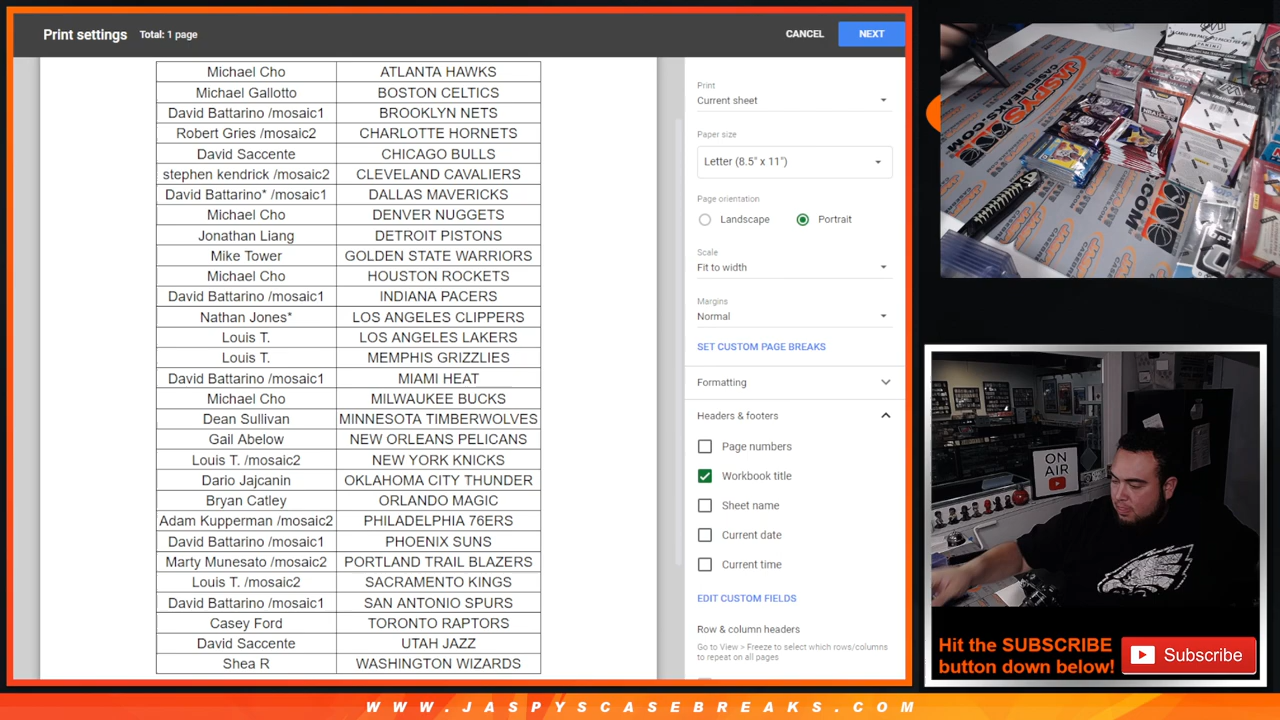 Print settings Total: 1 page CANCEL NEXT
Michael Cho ATLANTA HAWKS
Michael Gallotto BOSTON CELTICS
David Battarino /mosaic1 BROOKLYN NETS
Robert Gries /mosaic2 CHARLOTTE HORNETS
David Saccente CHICAGO BULLS
stephen kendrick /mosaic2 CLEVELAND CAVALIERS
David Battarino* /mosaic1 DALLAS MAVERICKS
Michael Cho DENVER NUGGETS
Jonathan Liang DETROIT PISTONS
Mike Tower GOLDEN STATE WARRIORS
Michael Cho HOUSTON ROCKETS
David Battarino /mosaic1 INDIANA PACERS
Nathan Jones* LOS ANGELES CLIPPERS
Louis T. LOS ANGELES LAKERS
Louis T. MEMPHIS GRIZZLIES
David Battarino /mosaic1 MIAMI HEAT
Michael Cho MILWAUKEE BUCKS
Dean Sullivan MINNESOTA TIMBERWOLVES
Gail Abelow NEW ORLEANS PELICANS
Louis T. /mosaic2 NEW YORK KNICKS
Dario Jajcanin OKLAHOMA CITY THUNDER
Bryan Catley ORLANDO MAGIC
Adam Kupperman /mosaic2 PHILADELPHIA 76ERS
David Battarino /mosaic1 PHOENIX SUNS
Marty Munesato /mosaic2 PORTLAND TRAIL BLAZERS
Louis T. /mosaic2 SACRAMENTO KINGS
David Battarino /mosaic1 SAN ANTONIO SPURS
Casey Ford TORONTO RAPTORS
David Saccente UTAH JAZZ
Shea R WASHINGTON WIZARDS
Print
Current sheet
Paper size
Letter (8.5" x 11")
Page orientation
Landscape Portrait
Scale
Fit to width
Margins
Normal
SET CUSTOM PAGE BREAKS
Formatting
Headers & footers
Page numbers
Workbook title
Sheet name
Current date
Current time
EDIT CUSTOM FIELDS
Row & column headers
Go to View > Freeze to select which rows/columns
to repeat on all pages
JASPYS
CASEBREAKS.COM
ON
AIR
Hit the SUBSCRIBE
button down below!
Subscribe
WWW.JASPYSCASEBREAKS.COM